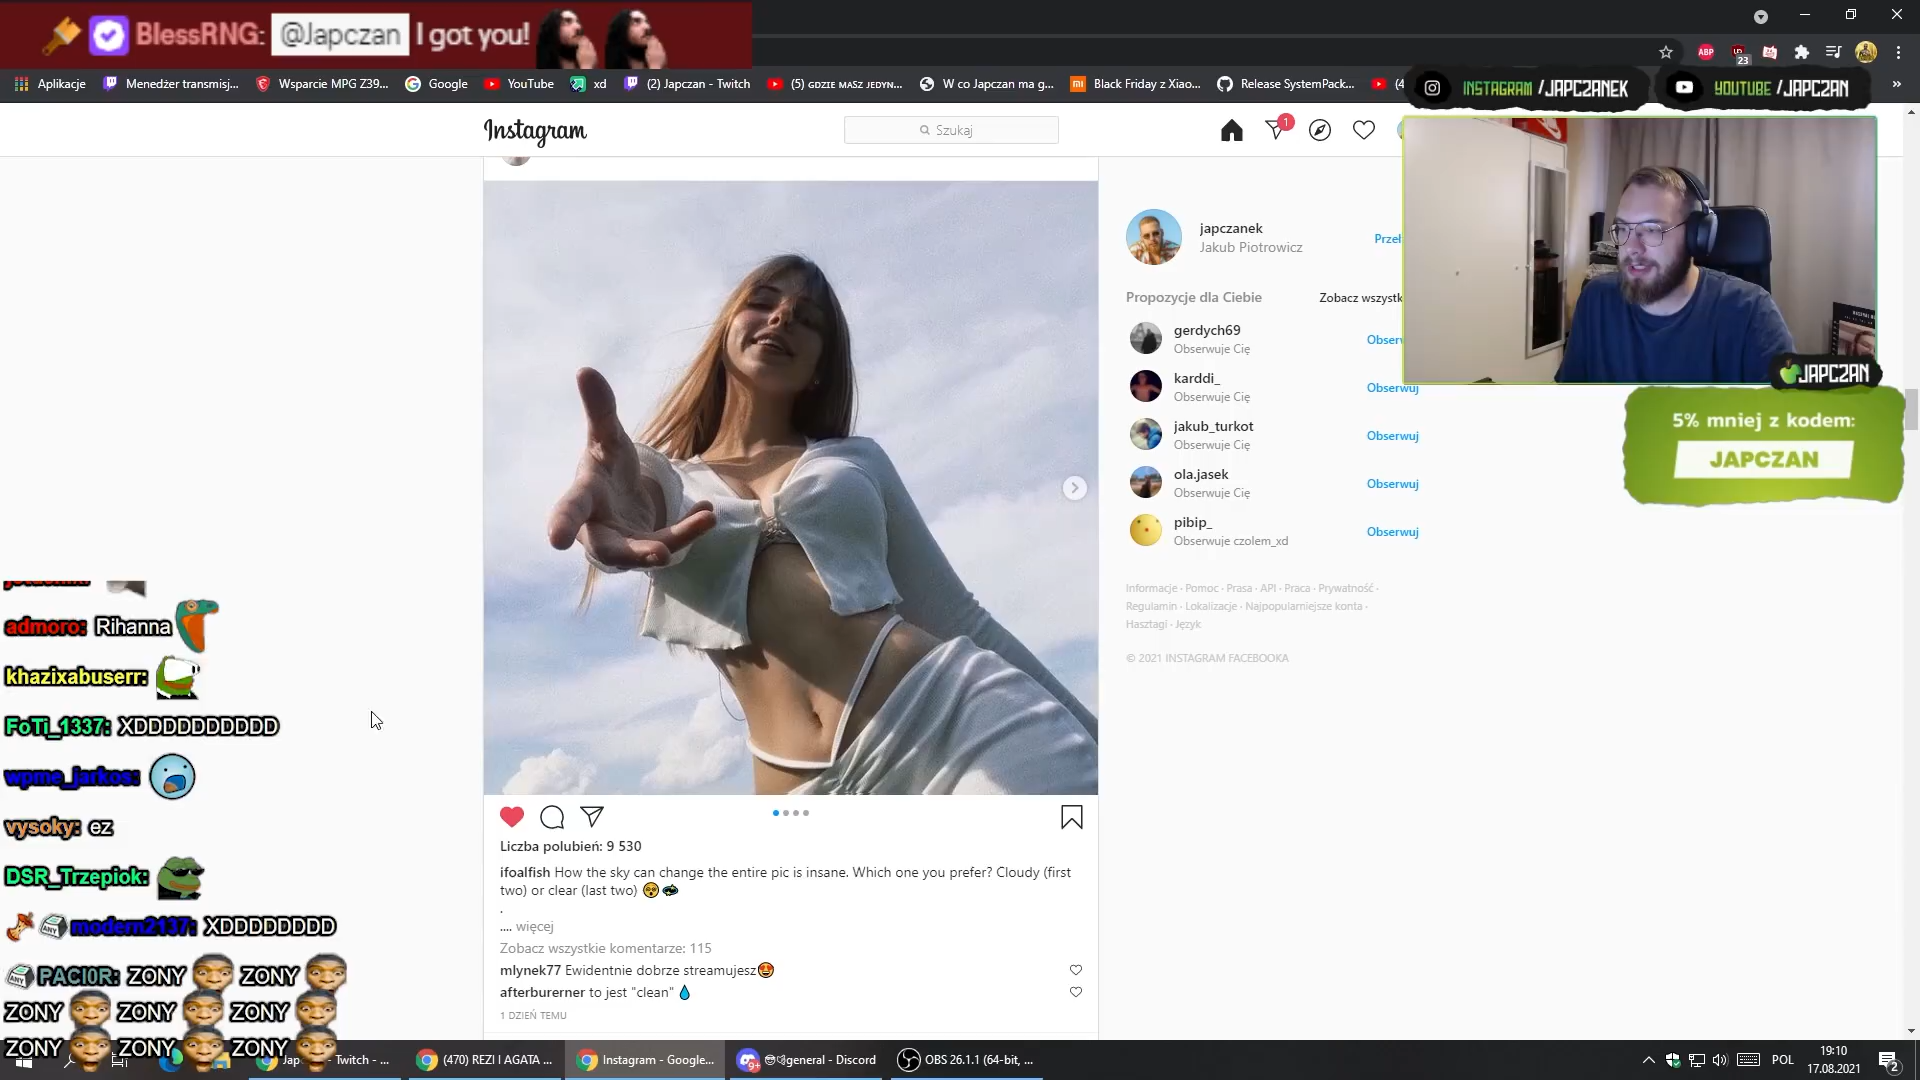 BlessRNG: @Japczan I got you!
Aplikacje
Menedżer transmisj...
Wsparcie MPG Z39...
Google
YouTube
xd
(2) Japczan - Twitch
(5) GDZIE MASZ JEDYN...
W co Japczan ma g...
Black Friday z Xiao...
Release SystemPack...
23
INSTAGRAM /JAPCZANEK
YOUTUBE /JAPCZAN
Instagram
Szukaj
1
japczanek
Jakub Piotrowicz
Propozycje dla Ciebie
gerdych69
Obserwuje Cię
karddi_
Obserwuje Cię
Obserwuj
jakub_turkot
Obserwuje Cię
Obserwuj
ola.jasek
Obserwuje Cię
Obserwuj
pibip_
Obserwuje czolem_xd
Obserwuj
Informacje · Pomoc · Prasa · API · Praca · Prywatność ·
Regulamin · Lokalizacje · Najpopularniejsze konta ·
Hasztagi · Język
© 2021 INSTAGRAM FACEBOOKA
JAPCZAN
5% mniej z kodem:
JAPCZAN
admoro: Rihanna
khazixabuserr:
FoTi_1337: XDDDDDDDDDD
wpme_jarkos:
vysoky: ez
DSR_Trzepiok:
modern2137: XDDDDDDDD
PACI0R: ZONY ZONY
ZONY ZONY ZONY
ZONY ZONY ZONY
Liczba polubień: 9 530
ifoalfish How the sky can change the entire pic is insane. Which one you prefer? Cloudy (first
two) or clear (last two)
.
.... więcej
Zobacz wszystkie komentarze: 115
mlynek77 Ewidentnie dobrze streamujesz
afterburerner to jest "clean"
1 DZIEŃ TEMU
(470) REZI I AGATA ...
Instagram - Google...
general - Discord
OBS 26.1.1 (64-bit, ...
POL
19:10
17.08.2021
2